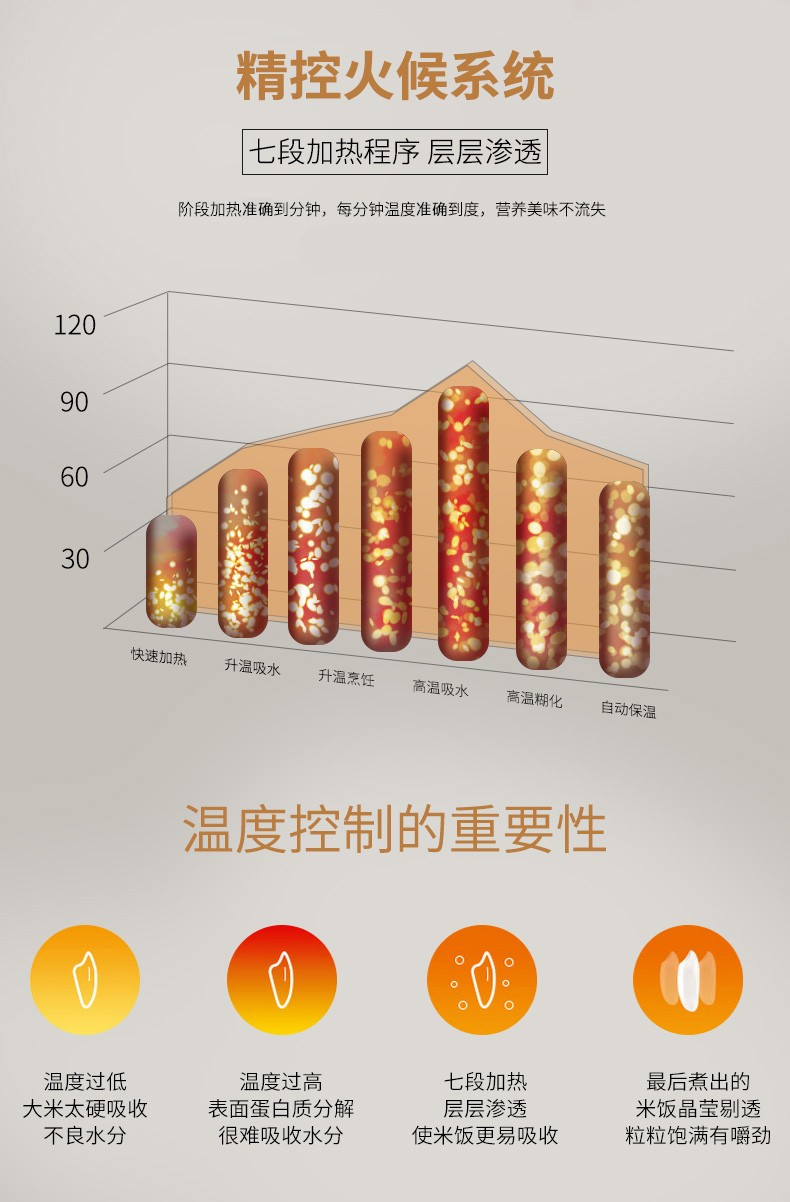 精控火候系统
七段加热程序 层层渗透
阶段加热准确到分钟，每分钟温度准确到度，营养美味不流失
120
90
60
30
快速加热
升温吸水
升温烹饪
高温吸水
高温糊化
自动保温
温度控制的重要性
温度过低
大米太硬吸收
不良水分
温度过高
表面蛋白质分解
很难吸收水分
七段加热
层层渗透
使米饭更易吸收
最后煮出的
米饭晶莹剔透
粒粒饱满有嚼劲